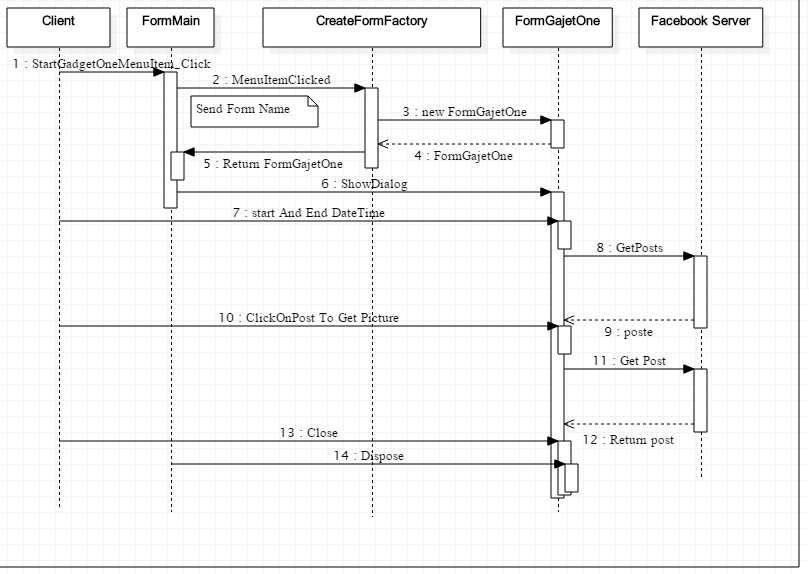 Client
FormMain
CreateFormFactory
FormGajetOne
Facebook Server
1 : StartGadgetOneMenuItem_Click
2 : MenuItemClicked
Send Form Name
3 : new FormGajetOne
4 : FormGajetOne
5 : Return FormGajetOne
6 : ShowDialog
7 : start And End DateTime
8 : GetPosts
9 : poste
10 : ClickOnPost To Get Picture
11 : Get Post
12 : Return post
13 : Close
14 : Dispose